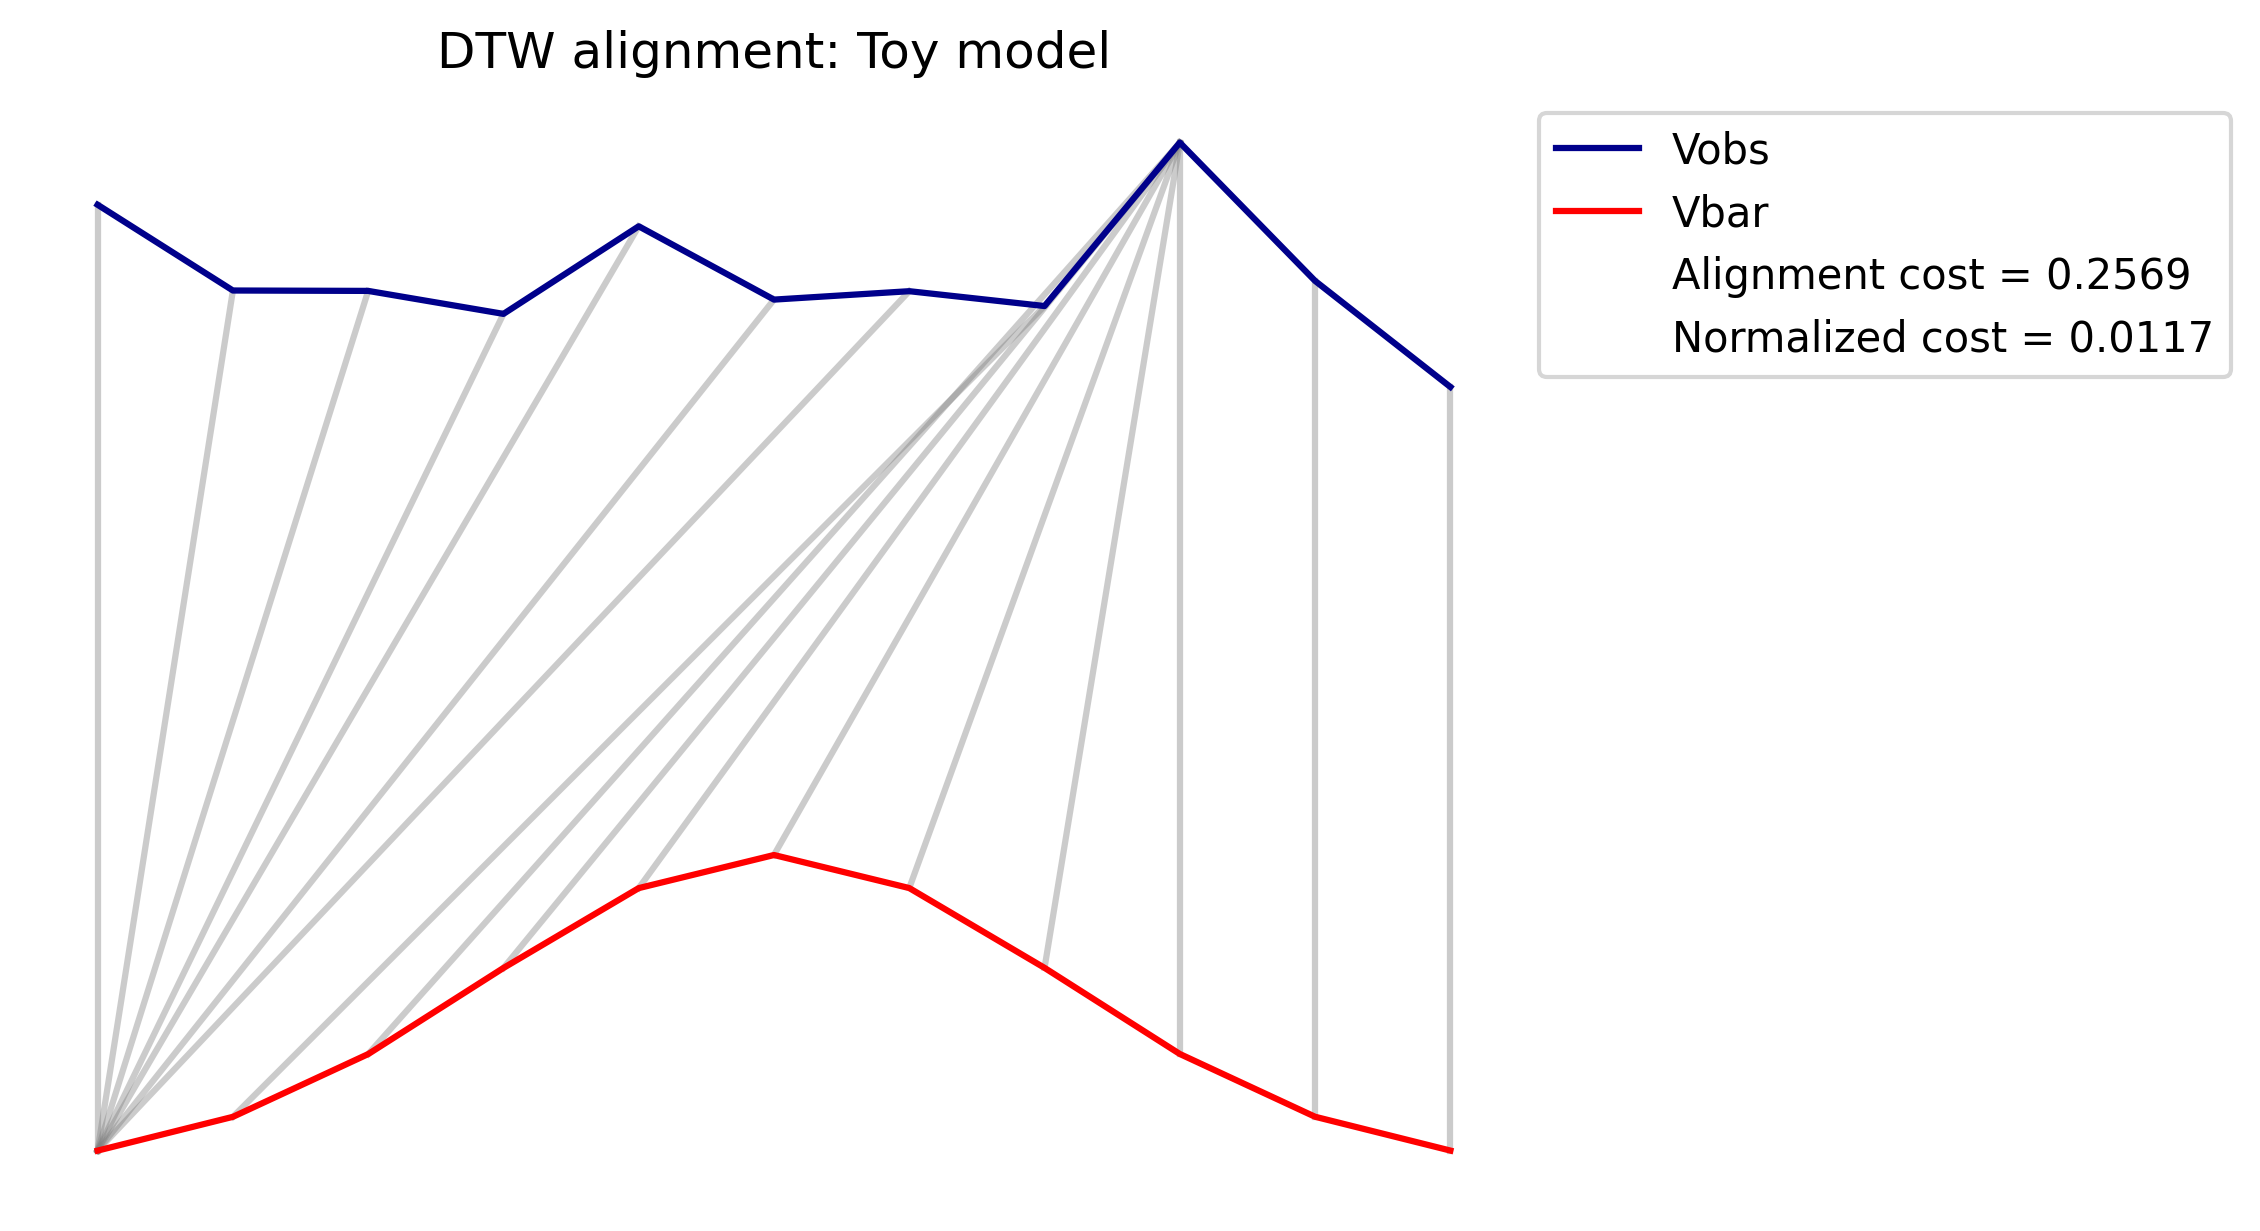 DTW alignment: Toy model
Vobs
Vbar
Alignment cost = 0.2569
Normalized cost = 0.0117